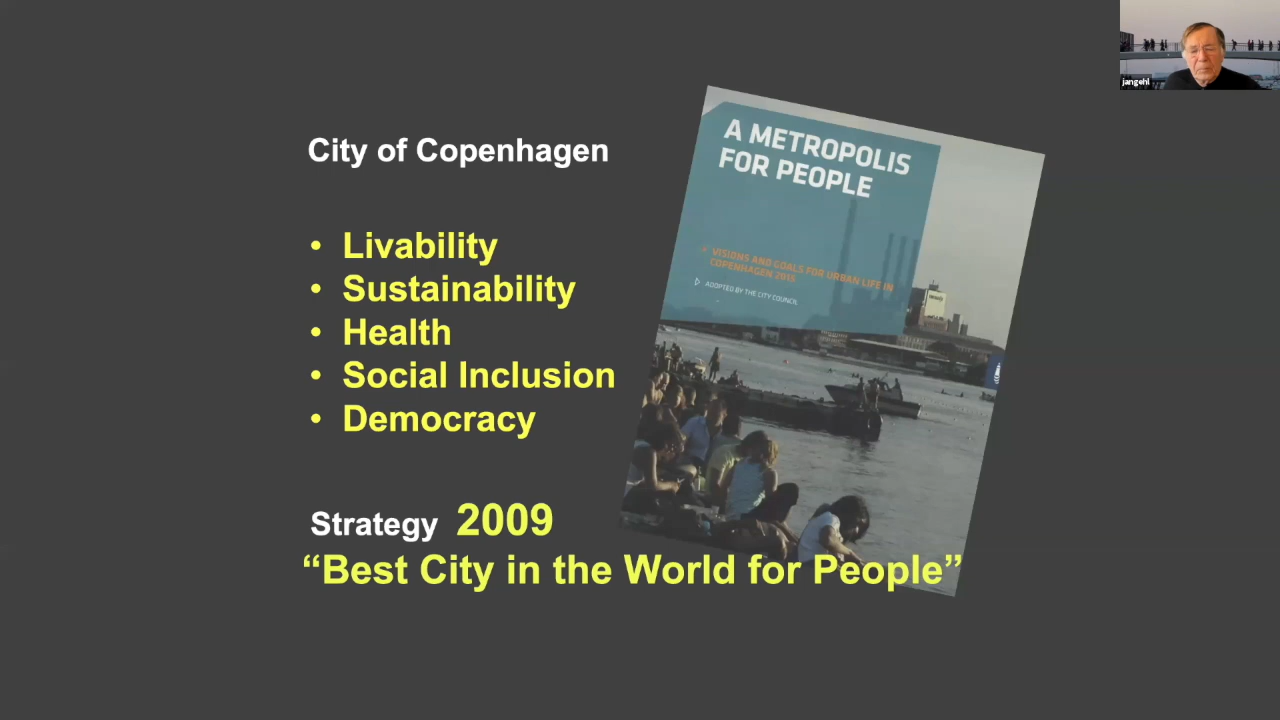 jangehl
City of Copenhagen
• Livability
• Sustainability
• Health
• Social Inclusion
• Democracy
Strategy 2009
“Best City in the World for People”
A METROPOLIS
FOR PEOPLE
VISIONS AND GOALS FOR URBAN LIFE IN
COPENHAGEN 2015
ADOPTED BY THE CITY COUNCIL